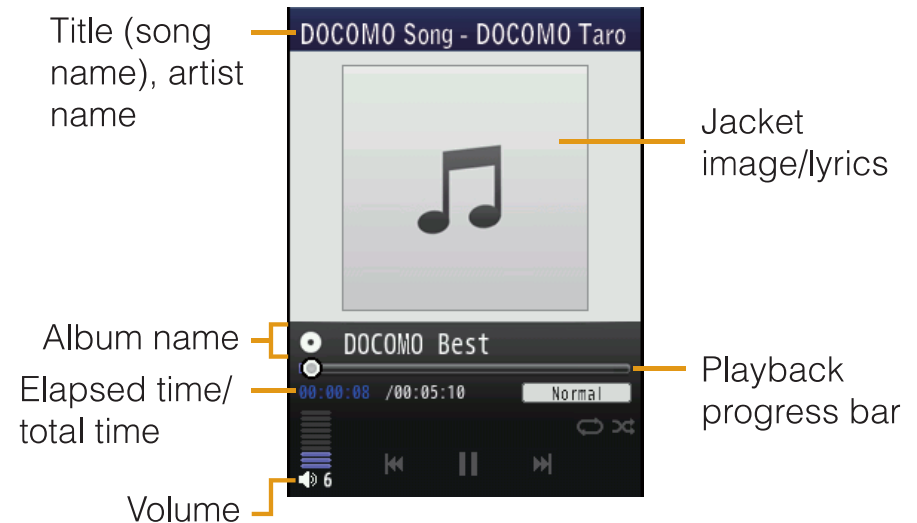 Title (song
name), artist
name
DOCOMO Song - DOCOMO Taro
Jacket
image/lyrics
Album name
DOCOMO Best
Elapsed time/
total time
00:00:08 /00:05:10
Normal
Playback
progress bar
6
Volume